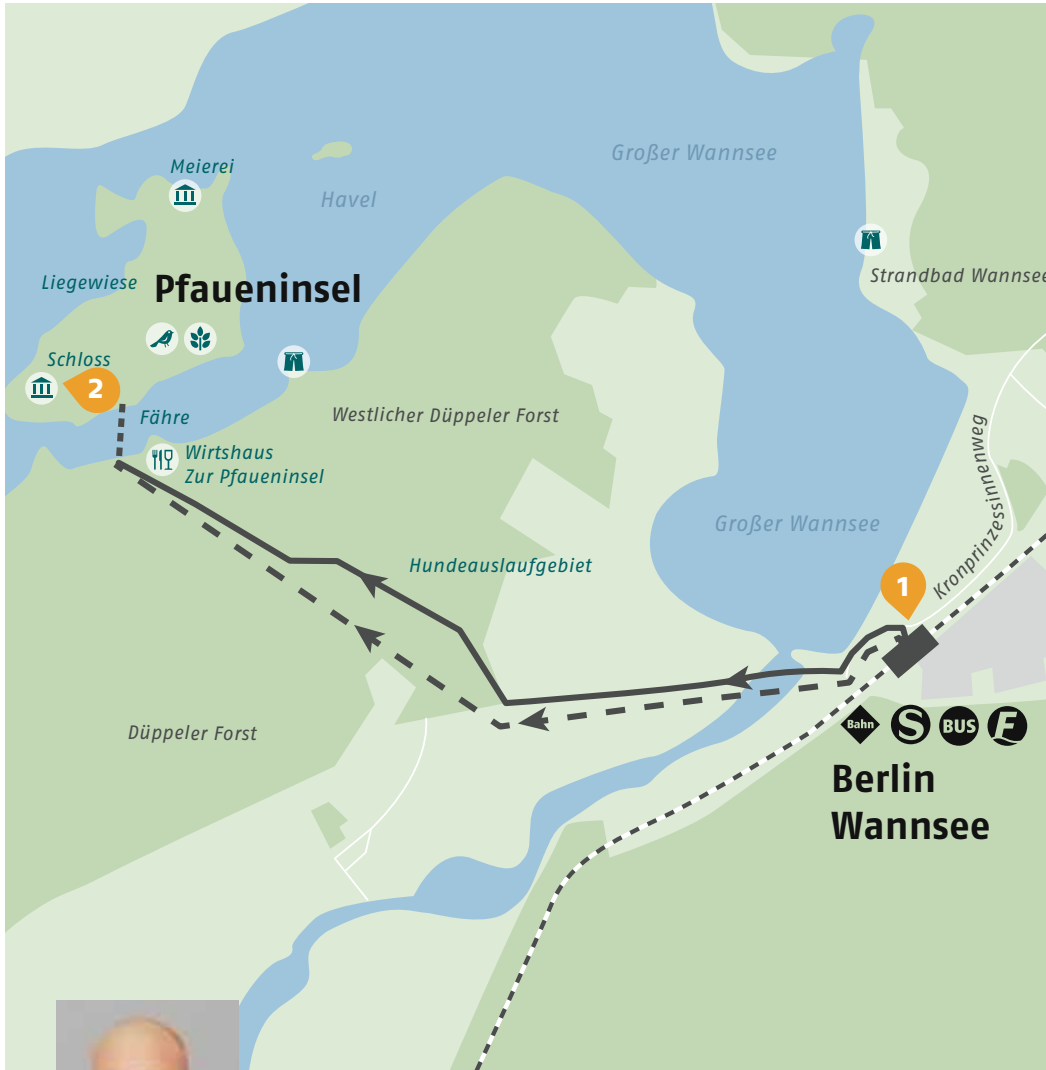 Großer Wannsee
Meierei
Havel
Liegewiese
Pfaueninsel
Strandbad Wannsee
Schloss
2
Fähre
Westlicher Düppeler Forst
Wirtshaus
Zur Pfaueninsel
Kronprinzessinnenweg
Großer Wannsee
Hundeauslaufgebiet
1
Düppeler Forst
Bahn
S
BUS
F
Berlin
Wannsee